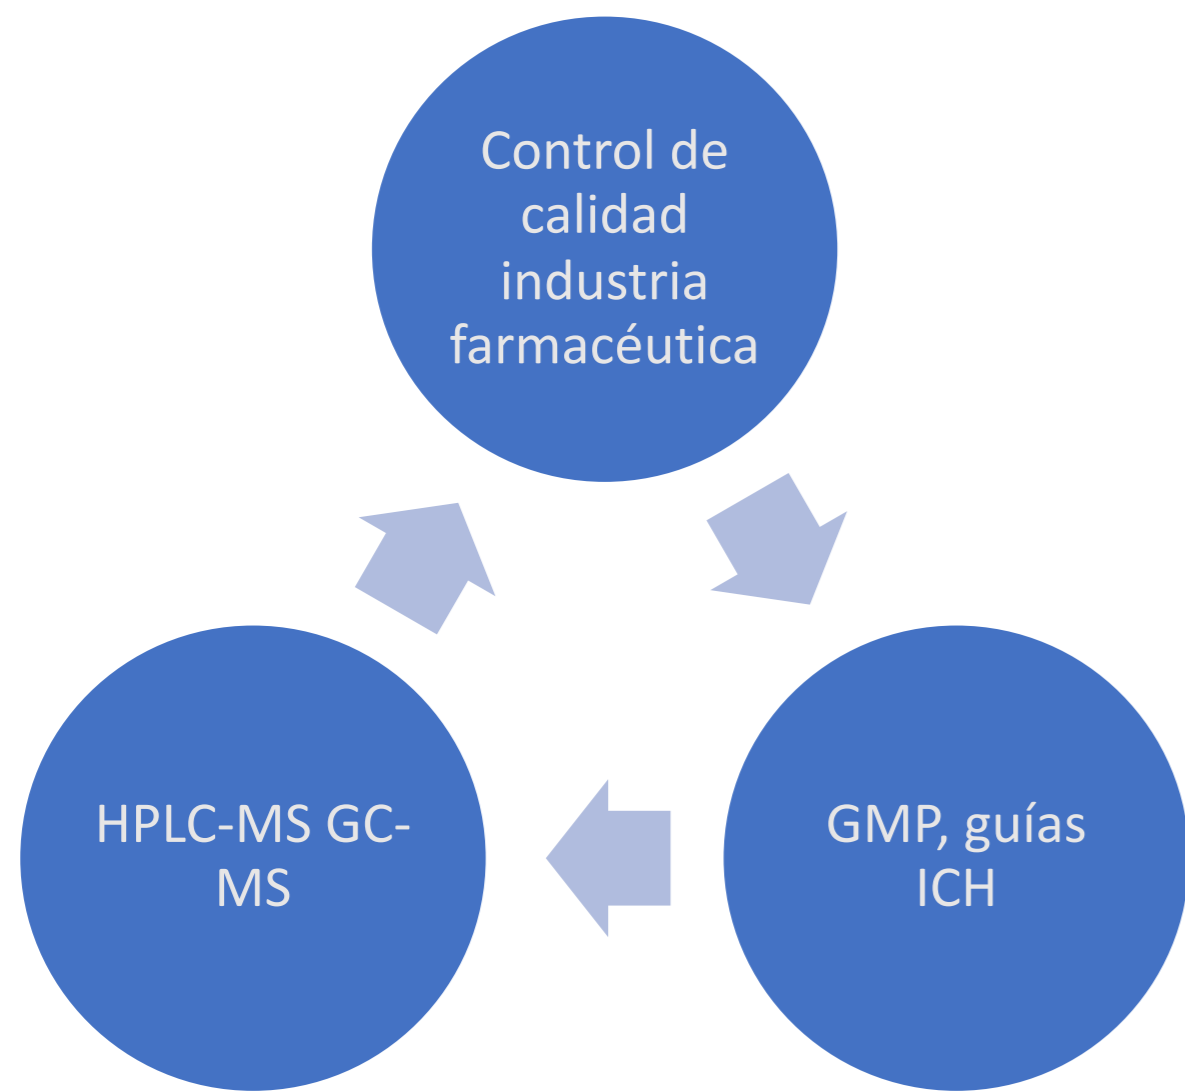 Control de
calidad
industria
farmacéutica
GMP, guías
ICH
HPLC-MS GC-
MS